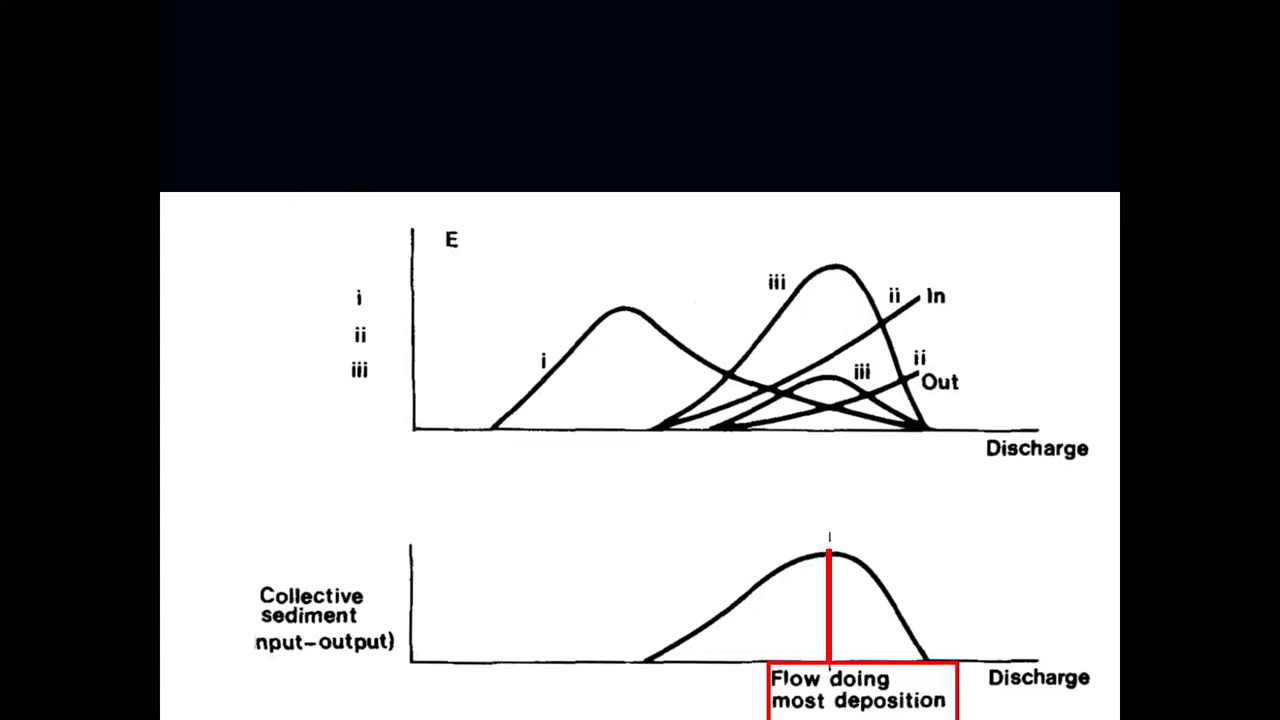 E
iii
ii
In
i
ii
iii
i
ii
iii
Out
Discharge
Collective
sediment
nput–output)
Flow doing
most deposition
Discharge